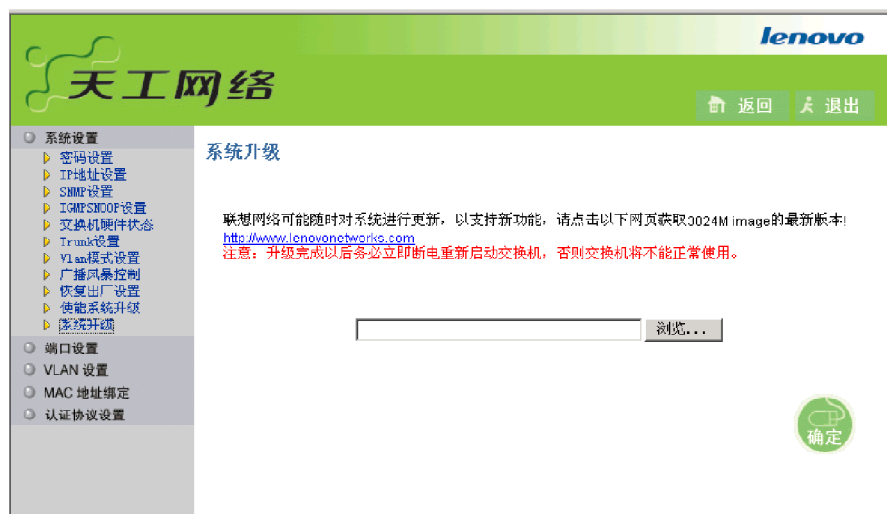 lenovo
天工网络
返回 退出
系统设置
密码设置
IP地址设置
SNMP设置
IGMPSNOOP设置
交换机硬件状态
Trunk设置
Vlan模式设置
广播风暴控制
恢复出厂设置
使能系统升级
系统升级
端口设置
VLAN 设置
MAC 地址绑定
认证协议设置
系统升级
联想网络可能随时对系统进行更新，以支持新功能，请点击以下网页获取3024M image的最新版本!
http://www.lenovonetworks.com
注意：升级完成以后务必立即断电重新启动交换机，否则交换机将不能正常使用。
浏览...
确定